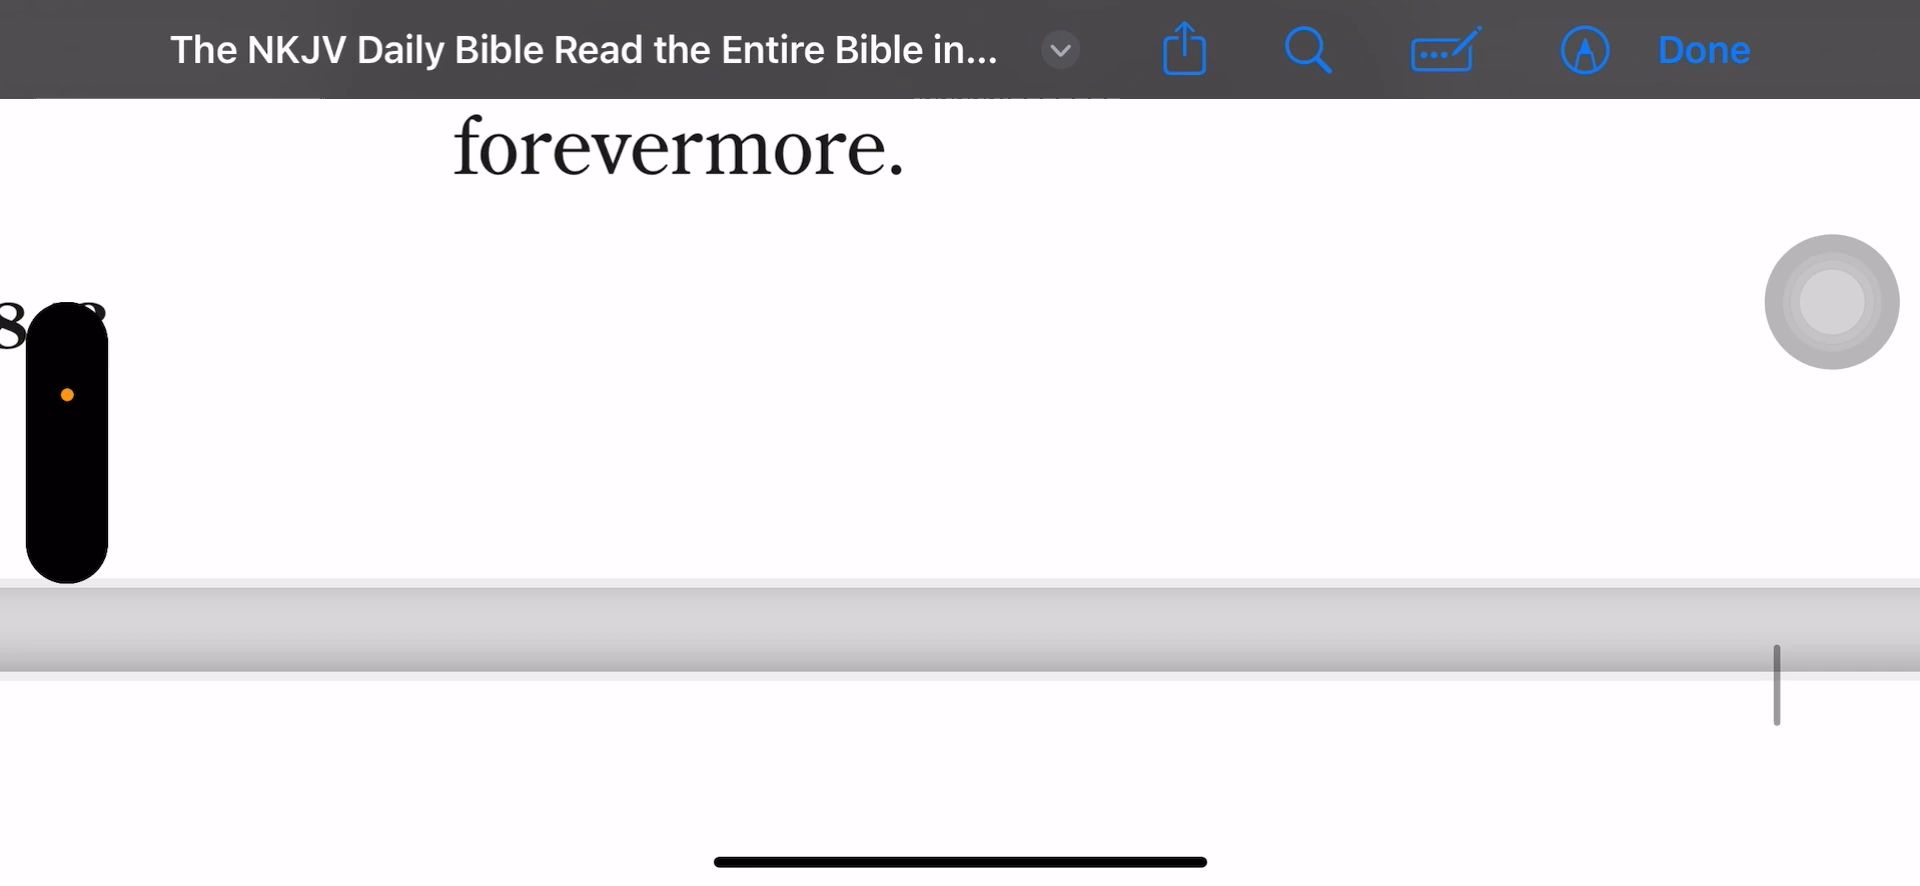 The NKJV Daily Bible Read the Entire Bible in...
Done
forevermore.